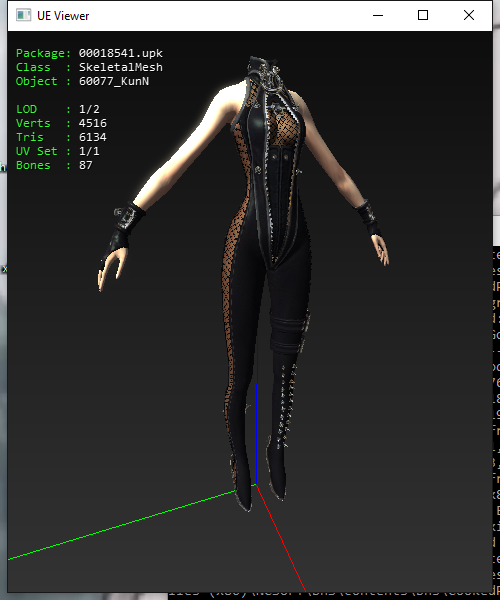 UE Viewer
Package: 00018541.upk
Class : SkeletalMesh
Object : 60077_KunN
LOD : 1/2
Verts : 4516
Tris : 6134
UV Set : 1/1
Bones : 87